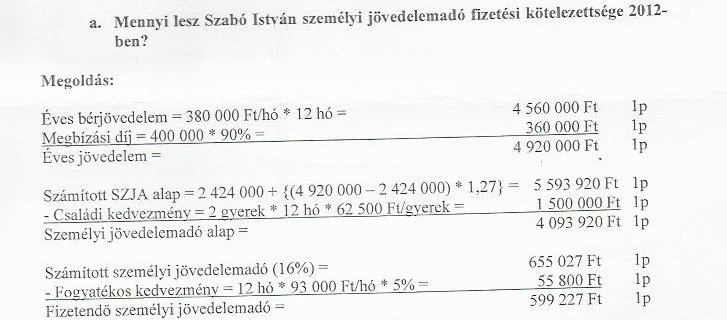 a. Mennyi lesz Szabó István személyi jövedelemadó fizetési kötelezettsége 2012-
ben?
Megoldás:
Éves bérjövedelem = 380 000 Ft/hó * 12 hó = 4 560 000 Ft 1p
Megbízási díj = 400 000 * 90% = 360 000 Ft 1p
Éves jövedelem = 4 920 000 Ft 1p
Számított SZJA alap = 2 424 000 + {(4 920 000 – 2 424 000) * 1,27} = 5 593 920 Ft 1p
- Családi kedvezmény = 2 gyerek * 12 hó * 62 500 Ft/gyerek = 1 500 000 Ft 1p
Személyi jövedelemadó alap = 4 093 920 Ft 1p
Számított személyi jövedelemadó (16%) = 655 027 Ft 1p
- Fogyatékos kedvezmény = 12 hó * 93 000 Ft/hó * 5% = 55 800 Ft 1p
Fizetendő személyi jövedelemadó = 599 227 Ft 1p